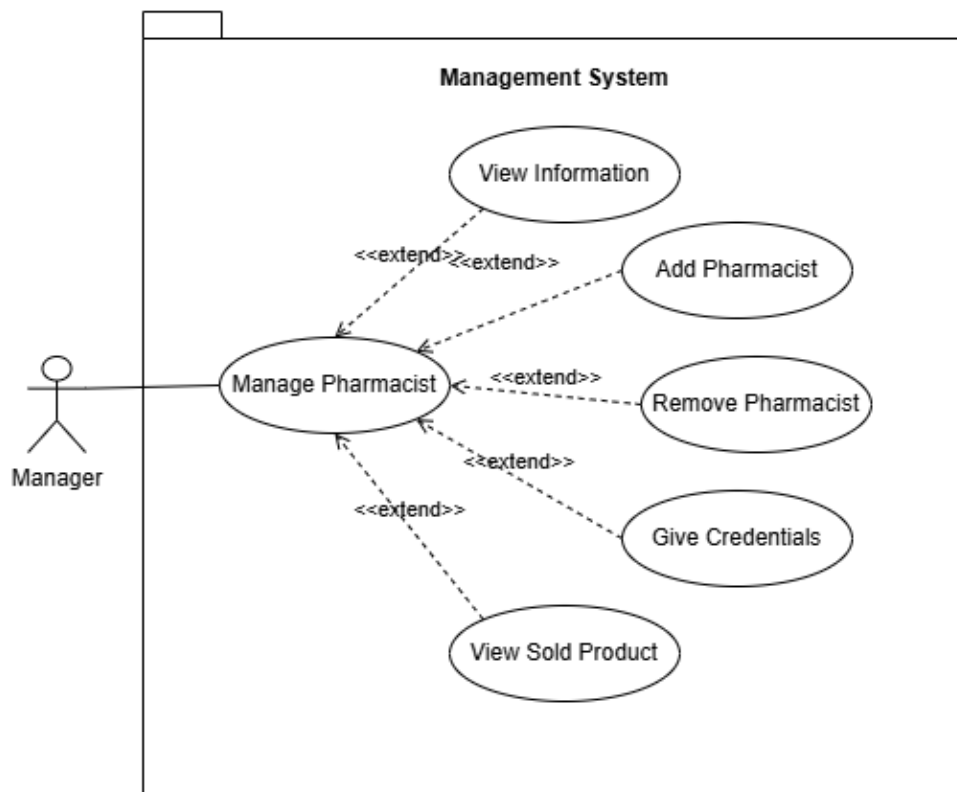 Management System
View Information
<<extend>>
<<extend>>
Add Pharmacist
Manage Pharmacist
<<extend>>
Remove Pharmacist
Manager
<<extend>>
<<extend>>
Give Credentials
View Sold Product